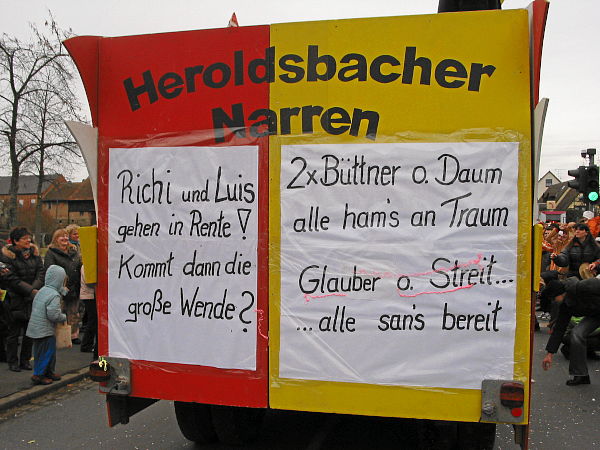 Heroldsbacher
Narren
Richi und Luis
gehen in Rente!
Kommt dann die
große Wende?
2x Büttner o. Daum
alle ham's an Traum
Glauber o. Streit...
...alle san's bereit